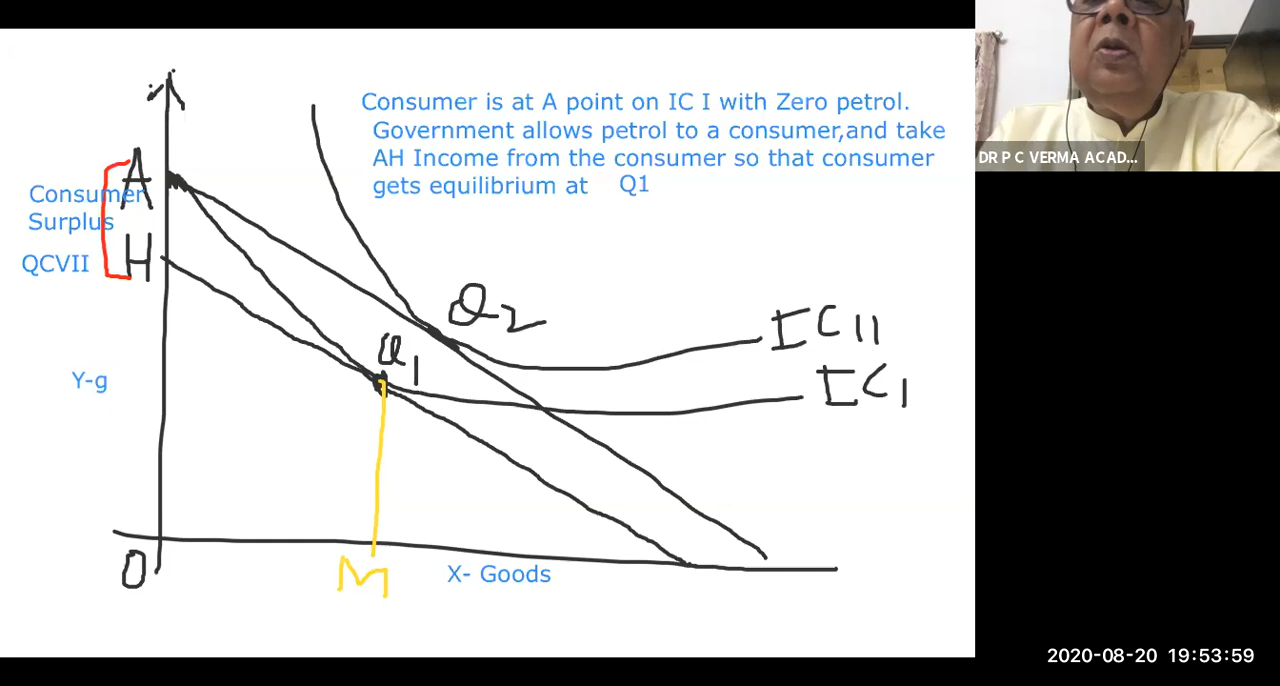 Consumer is at A point on IC I with Zero petrol.
Government allows petrol to a consumer,and take
AH Income from the consumer so that consumer
gets equilibrium at Q1
DR P C VERMA ACAD...
A
Consumer
Surplus
H
QCVII
Q2
IC II
Q1
Y-g
IC I
O
M
X- Goods
2020-08-20 19:53:59